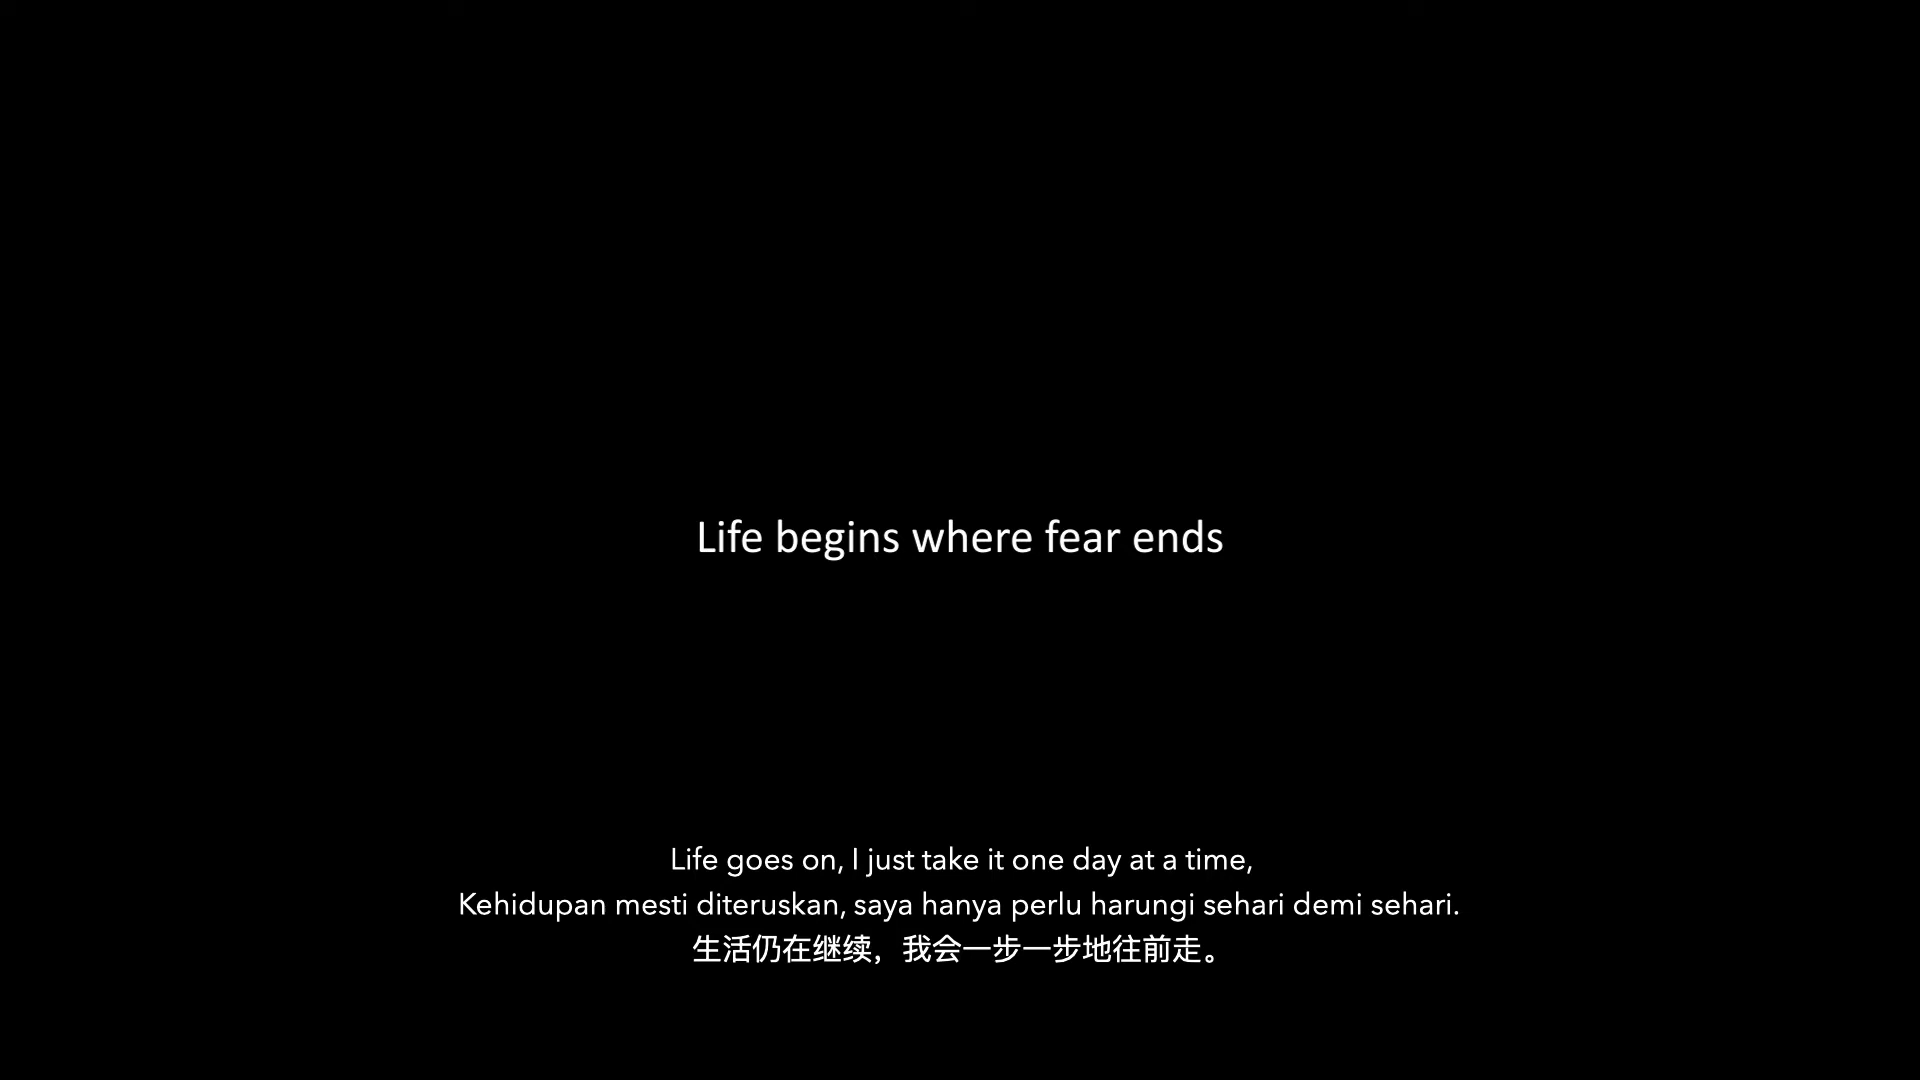 Life begins where fear ends
Life goes on, I just take it one day at a time,
Kehidupan mesti diteruskan, saya hanya perlu harungi sehari demi sehari.
生活仍在继续，我会一步一步地往前走。